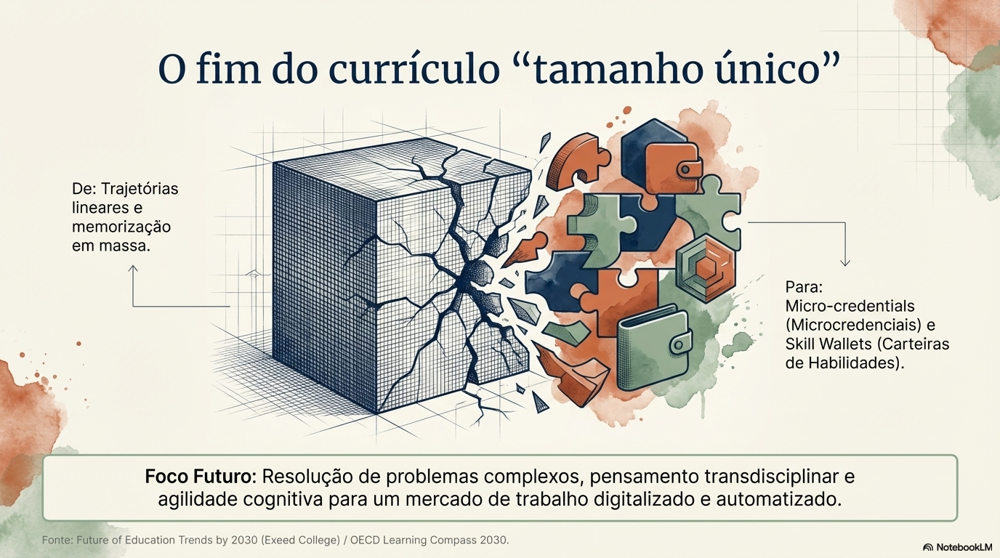 O fim do currículo “tamanho único”
De: Trajetórias
lineares e
memorização
em massa.
Para:
Micro-credentials
(Microcredenciais) e
Skill Wallets (Carteiras
de Habilidades).
Foco Futuro: Resolução de problemas complexos, pensamento transdisciplinar e
agilidade cognitiva para um mercado de trabalho digitalizado e automatizado.
Fonte: Future of Education Trends by 2030 (Exeed College) / OECD Learning Compass 2030.
NotebookLM